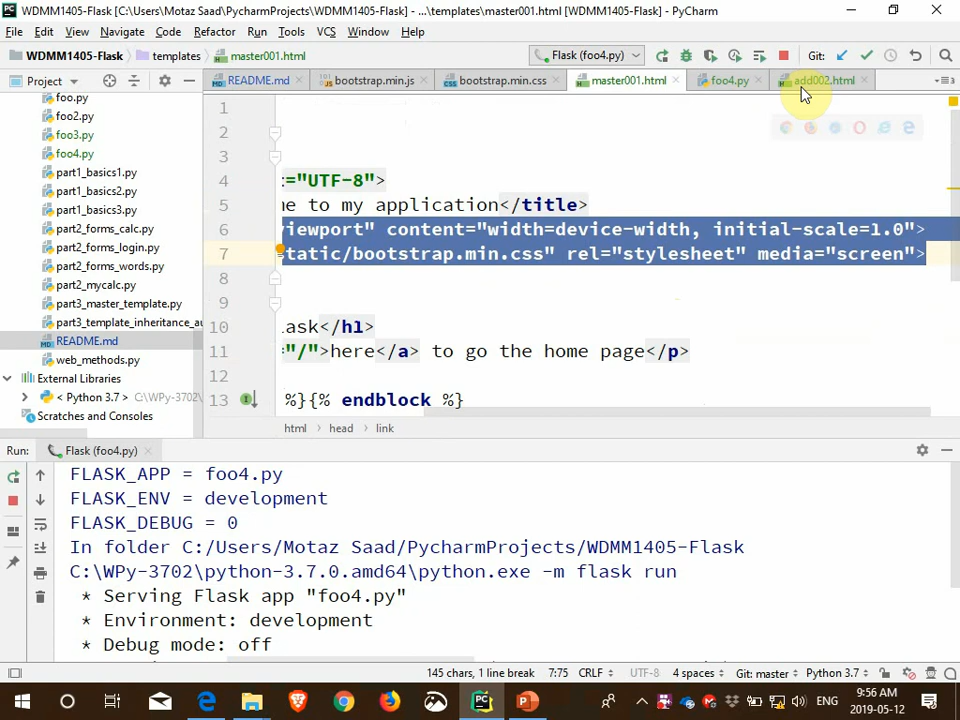 WDMM1405-Flask [C:\Users\Motaz Saad\PycharmProjects\WDMM1405-Flask] - ...\templates\master001.html [WDMM1405-Flask] - PyCharm
File Edit View Navigate Code Refactor Run Tools VCS Window Help
WDMM1405-Flask templates master001.html Flask (foo4.py) Git:
Project README.md bootstrap.min.js bootstrap.min.css master001.html foo4.py add002.html
foo.py
foo2.py
foo3.py
foo4.py
part1_basics1.py
part1_basics2.py
part1_basics3.py
part2_forms_calc.py
part2_forms_login.py
part2_forms_words.py
part2_mycalc.py
part3_master_template.py
part3_template_inheritance_au
README.md
web_methods.py
External Libraries
< Python 3.7 > C:\WPy-3702\
Scratches and Consoles
1
2
3
4 ="UTF-8">
5 ne to my application</title>
6 viewport" content="width=device-width, initial-scale=1.0">
7 static/bootstrap.min.css" rel="stylesheet" media="screen">
8
9
10 lask</h1>
11 ="/">here</a> to go the home page</p>
12
13 %}{% endblock %}
html head link
Run: Flask (foo4.py)
FLASK_APP = foo4.py
FLASK_ENV = development
FLASK_DEBUG = 0
In folder C:/Users/Motaz Saad/PycharmProjects/WDMM1405-Flask
C:\WPy-3702\python-3.7.0.amd64\python.exe -m flask run
* Serving Flask app "foo4.py"
* Environment: development
* Debug mode: off
145 chars, 1 line break 7:75 CRLF UTF-8 4 spaces Git: master Python 3.7
ENG 9:56 AM
2019-05-12